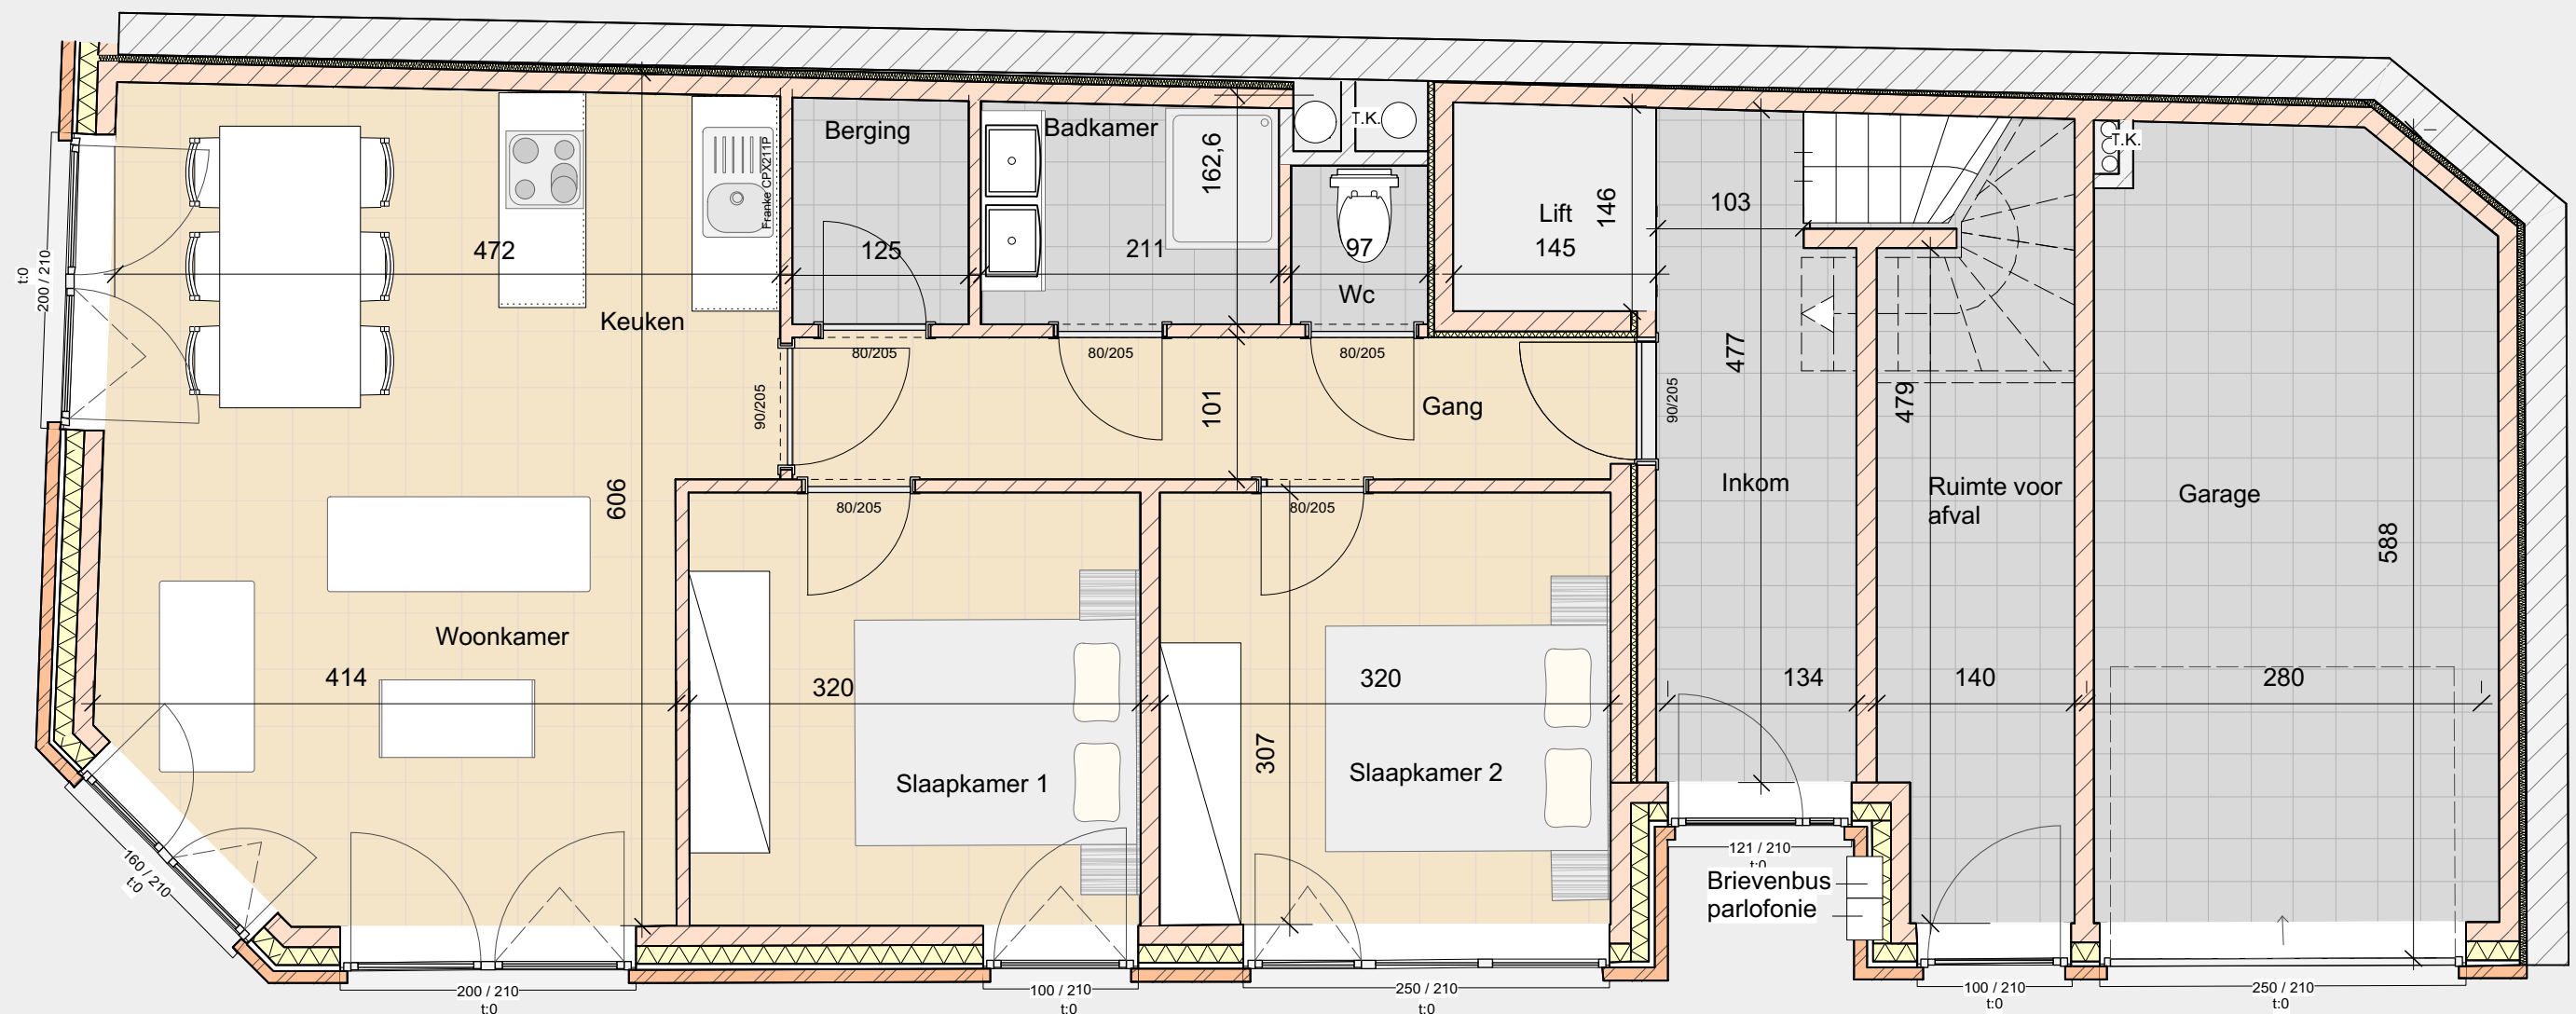 T.K.
T.K.
Berging
Badkamer
162,6
Franke CPX211P
103
Lift
146
145
472
125
211
97
Wc
t:0
200 / 210
Keuken
80/205
80/205
80/205
90/205
90/205
477
479
101
Gang
606
Inkom
Ruimte voor
afval
Garage
80/205
80/205
588
Woonkamer
414
320
320
134
140
280
307
Slaapkamer 1
Slaapkamer 2
160 / 210
t:0
121 / 210
t:0
Brievenbus
parlofonie
200 / 210
t:0
100 / 210
t:0
250 / 210
t:0
100 / 210
t:0
250 / 210
t:0